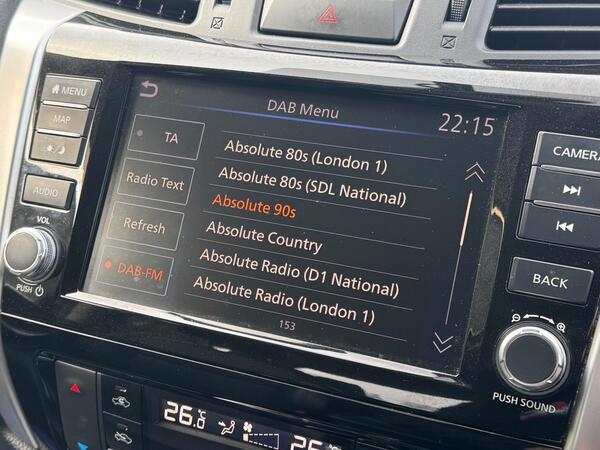 MENU
MAP
AUDIO
VOL
PUSH
DAB Menu
22:15
TA
Radio Text
Refresh
DAB-FM
Absolute 80s (London 1)
Absolute 80s (SDL National)
Absolute 90s
Absolute Country
Absolute Radio (D1 National)
Absolute Radio (London 1)
153
CAMERA
BACK
PUSH SOUND
26.0°C
26.0°C